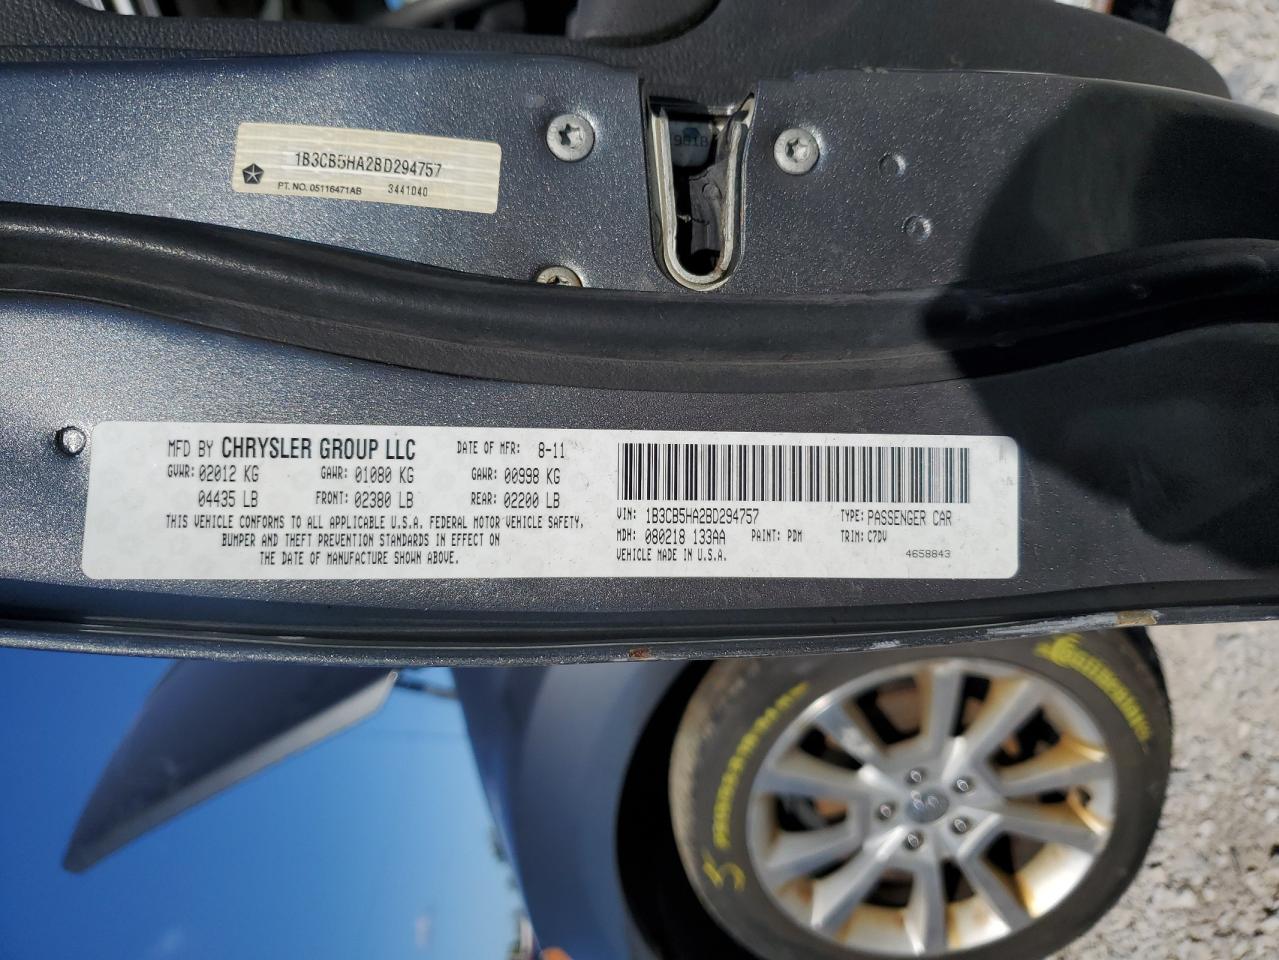 1B3CB5HA2BD294757
PT. NO. 05116471AB 3441040
981B
MFD BY CHRYSLER GROUP LLC DATE OF MFR: 8-11
GVWR: 02012 KG GAWR: 01080 KG GAWR: 00998 KG
04435 LB FRONT: 02380 LB REAR: 02200 LB
THIS VEHICLE CONFORMS TO ALL APPLICABLE U.S.A. FEDERAL MOTOR VEHICLE SAFETY,
BUMPER AND THEFT PREVENTION STANDARDS IN EFFECT ON
THE DATE OF MANUFACTURE SHOWN ABOVE.
VIN: 1B3CB5HA2BD294757 TYPE: PASSENGER CAR
MDH: 080218 133AA PAINT: PDM TRIM: C7DV
VEHICLE MADE IN U.S.A. 4658843